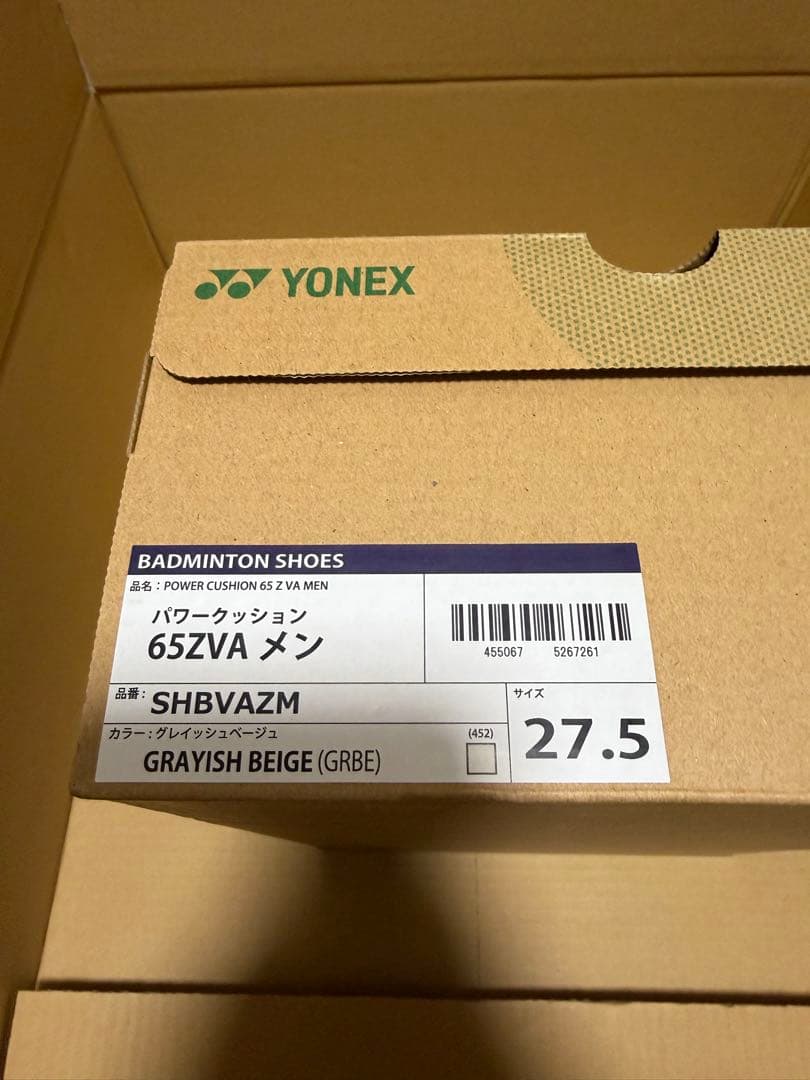 YONEX
BADMINTON SHOES
品名：POWER CUSHION 65 Z VA MEN
パワークッション
65ZVA メン
455067 5267261
品番：SHBVAZM
サイズ
27.5
カラー：グレイッシュベージュ
(452)
GRAYISH BEIGE (GRBE)